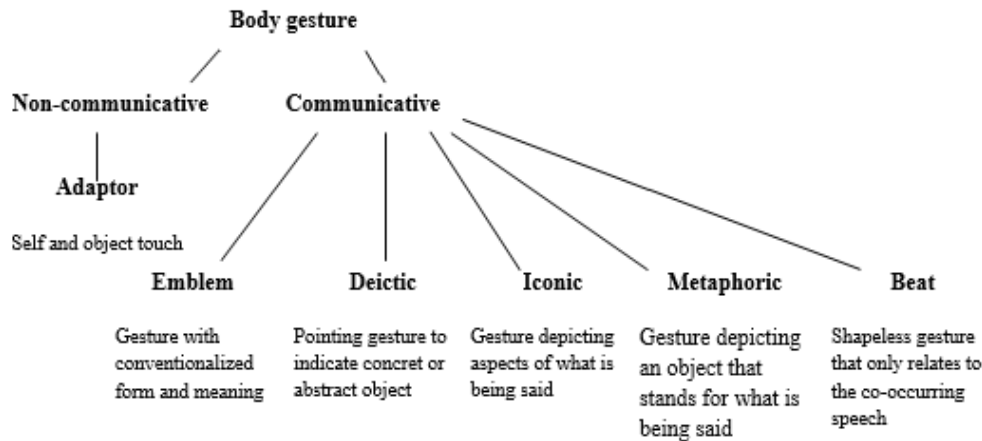 Body gesture
Non-communicative
Communicative
Adaptor
Self and object touch
Emblem
Deictic
Iconic
Metaphoric
Beat
Gesture with
conventionalized
form and meaning
Pointing gesture to
indicate concret or
abstract object
Gesture depicting
aspects of what is
being said
Gesture depicting
an object that
stands for what is
being said
Shapeless gesture
that only relates to
the co-occurring
speech